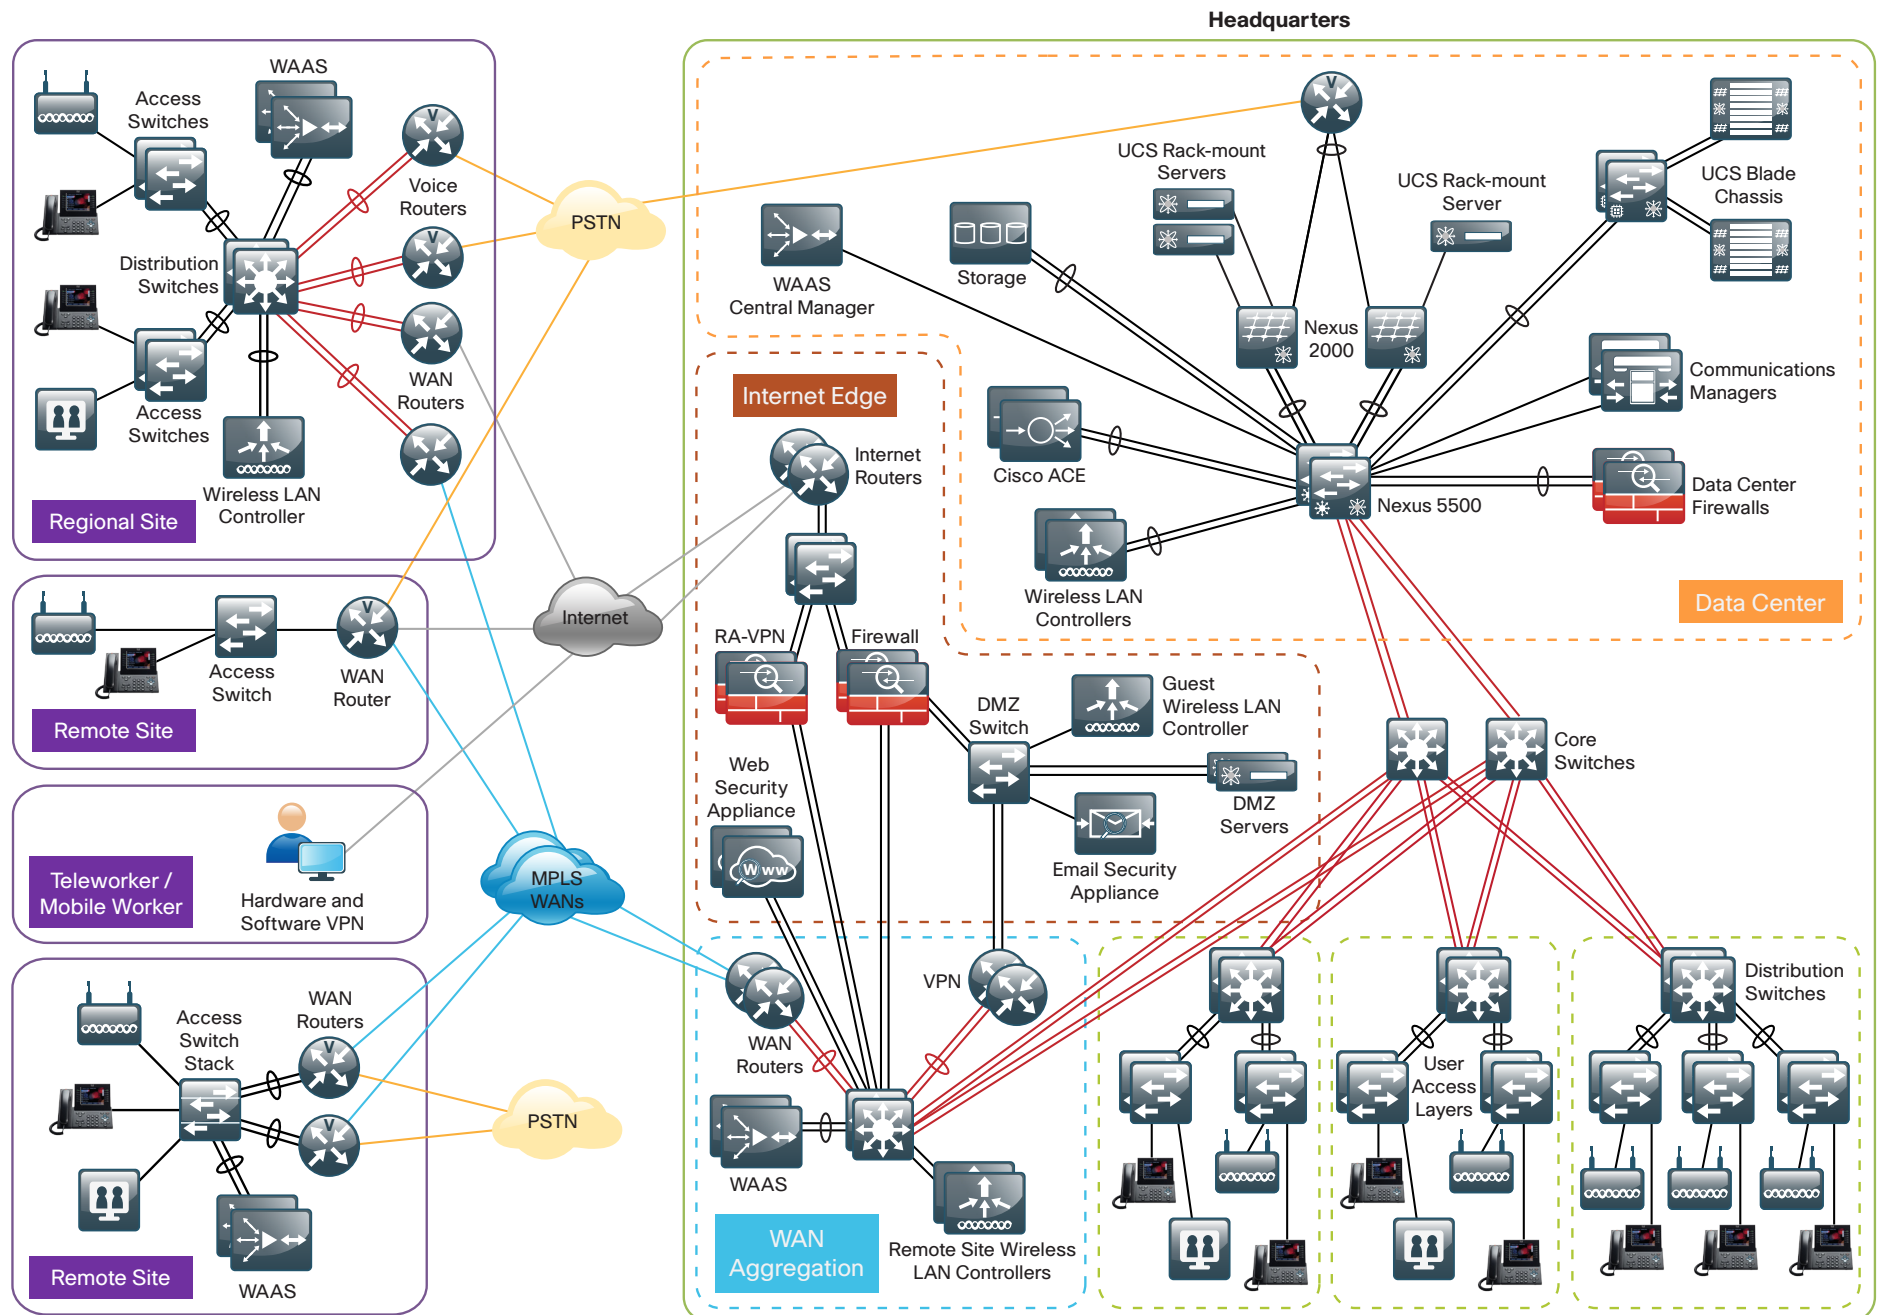 Headquarters
WAAS
Access
Switches
V
Voice
Routers
V
Distribution
Switches
WAN
Routers
Access
Switches
Wireless LAN
Controller
Regional Site
PSTN
V
UCS Rack-mount
Servers
UCS Rack-mount
Server
UCS Blade
Chassis
WAAS
Central Manager
Storage
Nexus
2000
Communications
Managers
Cisco ACE
Nexus 5500
Data Center
Firewalls
Wireless LAN
Controllers
Data Center
Internet Edge
Internet
Routers
RA-VPN
Firewall
DMZ
Switch
Guest
Wireless LAN
Controller
DMZ
Servers
Web
Security
Appliance
Www
Email Security
Appliance
Internet
V
Access
Switch
WAN
Router
Remote Site
Hardware and
Software VPN
Teleworker /
Mobile Worker
MPLS
WANs
Core
Switches
WAN
Routers
V
Access
Switch
Stack
V
PSTN
WAAS
Remote Site
VPN
WAN
Routers
WAAS
Remote Site Wireless
LAN Controllers
WAN
Aggregation
Distribution
Switches
User
Access
Layers